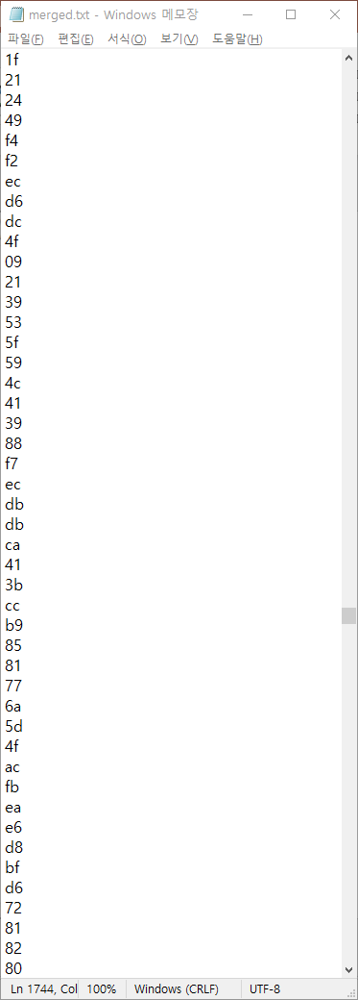 merged.txt - Windows 메모장
파일(F) 편집(E) 서식(O) 보기(V) 도움말(H)
1f
21
24
49
f4
f2
ec
d6
dc
4f
09
21
39
53
5f
59
4c
41
39
88
f7
ec
db
db
ca
41
3b
cc
b9
85
81
77
6a
5d
4f
ac
fb
ea
e6
d8
bf
d6
72
81
82
80
Ln 1744, Col 100% Windows (CRLF) UTF-8